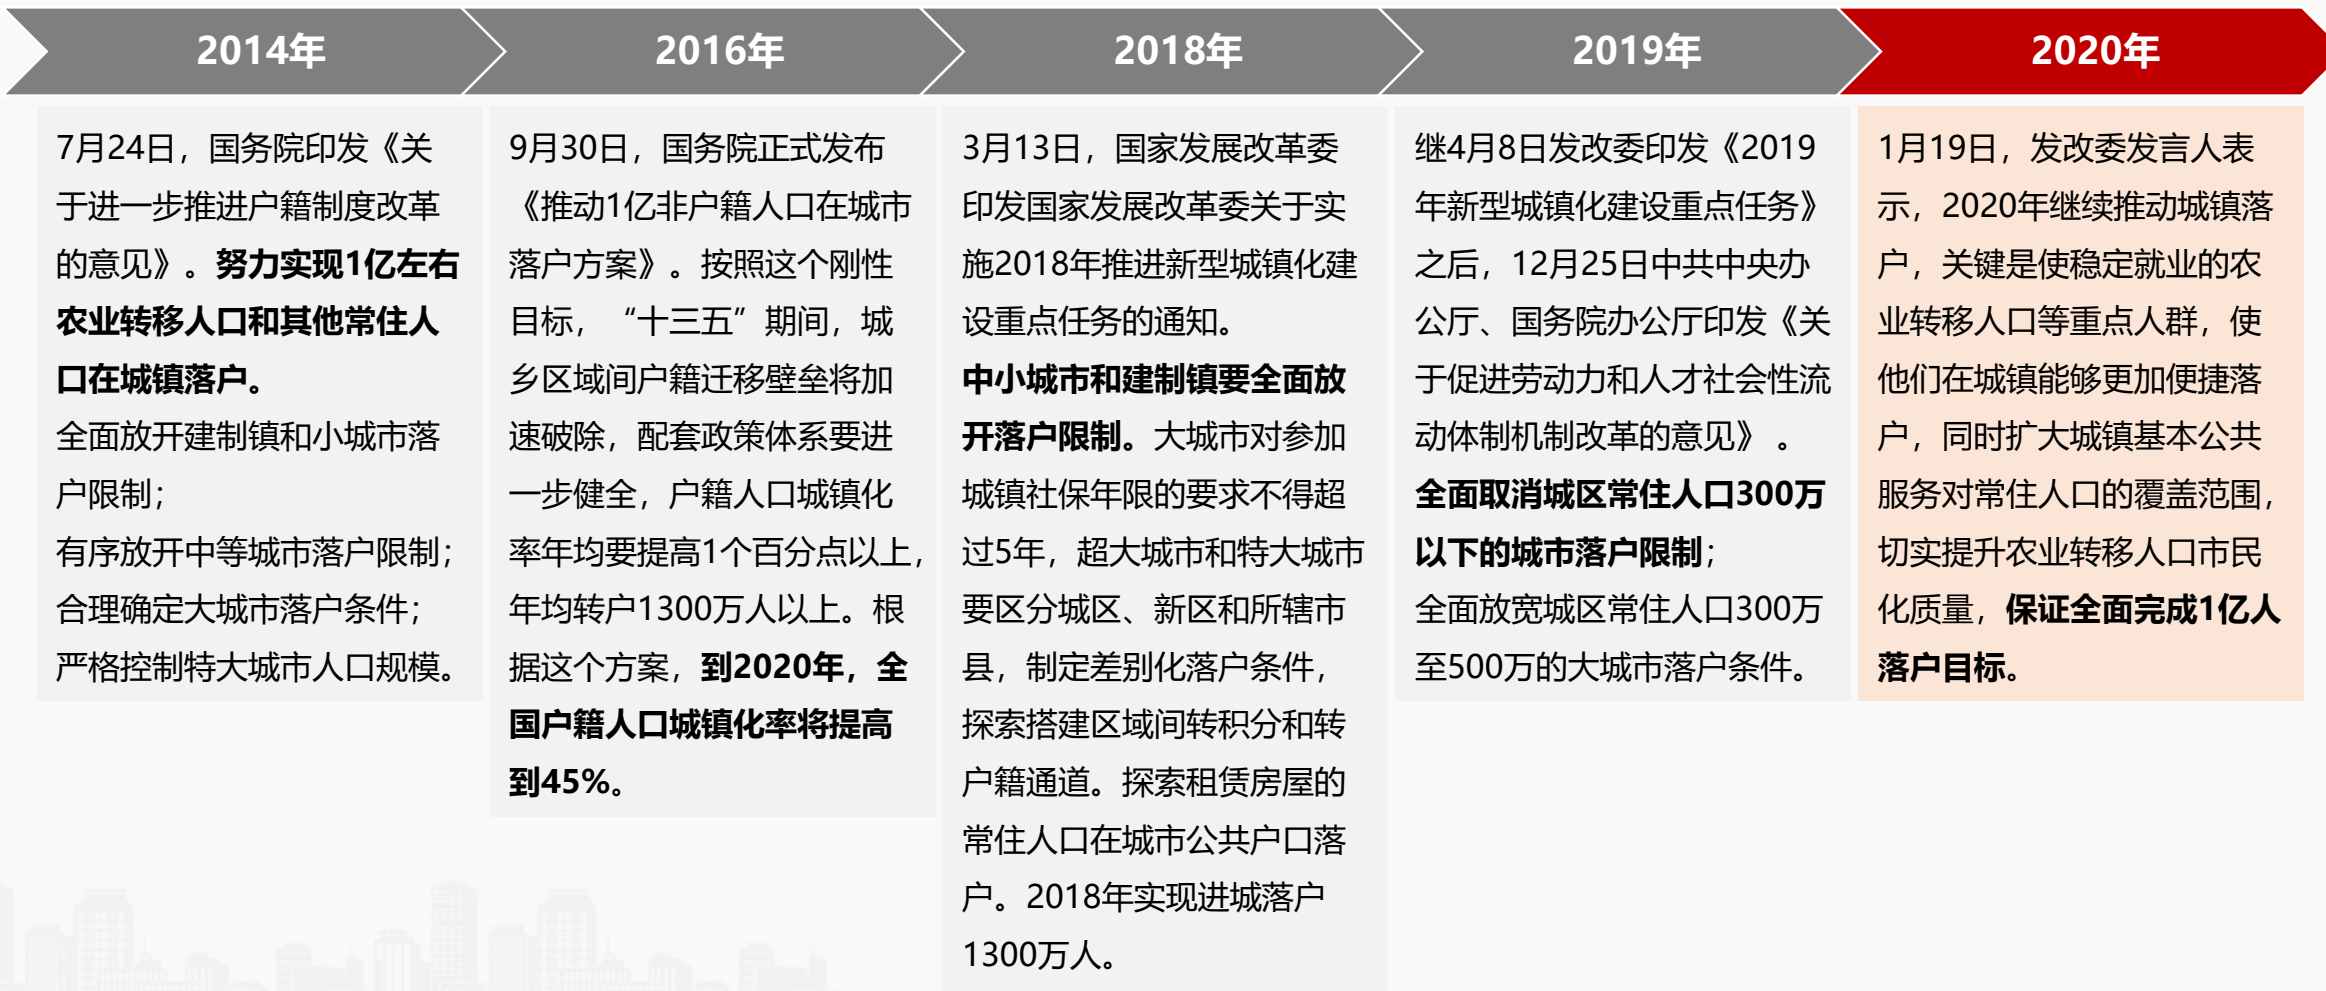 2014年
2016年
2018年
2019年
2020年
7月24日，国务院印发《关
于进一步推进户籍制度改革
的意见》。努力实现1亿左右
农业转移人口和其他常住人
口在城镇落户。
全面放开建制镇和小城市落
户限制；
有序放开中等城市落户限制；
合理确定大城市落户条件；
严格控制特大城市人口规模。
9月30日，国务院正式发布
《推动1亿非户籍人口在城市
落户方案》。按照这个刚性
目标，“十三五”期间，城
乡区域间户籍迁移壁垒将加
速破除，配套政策体系要进
一步健全，户籍人口城镇化
率年均要提高1个百分点以上，
年均转户1300万人以上。根
据这个方案，到2020年，全
国户籍人口城镇化率将提高
到45%。
3月13日，国家发展改革委
印发国家发展改革委关于实
施2018年推进新型城镇化建
设重点任务的通知。
中小城市和建制镇要全面放
开落户限制。大城市对参加
城镇社保年限的要求不得超
过5年，超大城市和特大城市
要区分城区、新区和所辖市
县，制定差别化落户条件，
探索搭建区域间转积分和转
户籍通道。探索租赁房屋的
常住人口在城市公共户口落
户。2018年实现进城落户
1300万人。
继4月8日发改委印发《2019
年新型城镇化建设重点任务》
之后，12月25日中共中央办
公厅、国务院办公厅印发《关
于促进劳动力和人才社会性流
动体制机制改革的意见》 。
全面取消城区常住人口300万
以下的城市落户限制；
全面放宽城区常住人口300万
至500万的大城市落户条件。
1月19日，发改委发言人表
示，2020年继续推动城镇落
户，关键是使稳定就业的农
业转移人口等重点人群，使
他们在城镇能够更加便捷落
户，同时扩大城镇基本公共
服务对常住人口的覆盖范围，
切实提升农业转移人口市民
化质量，保证全面完成1亿人
落户目标。